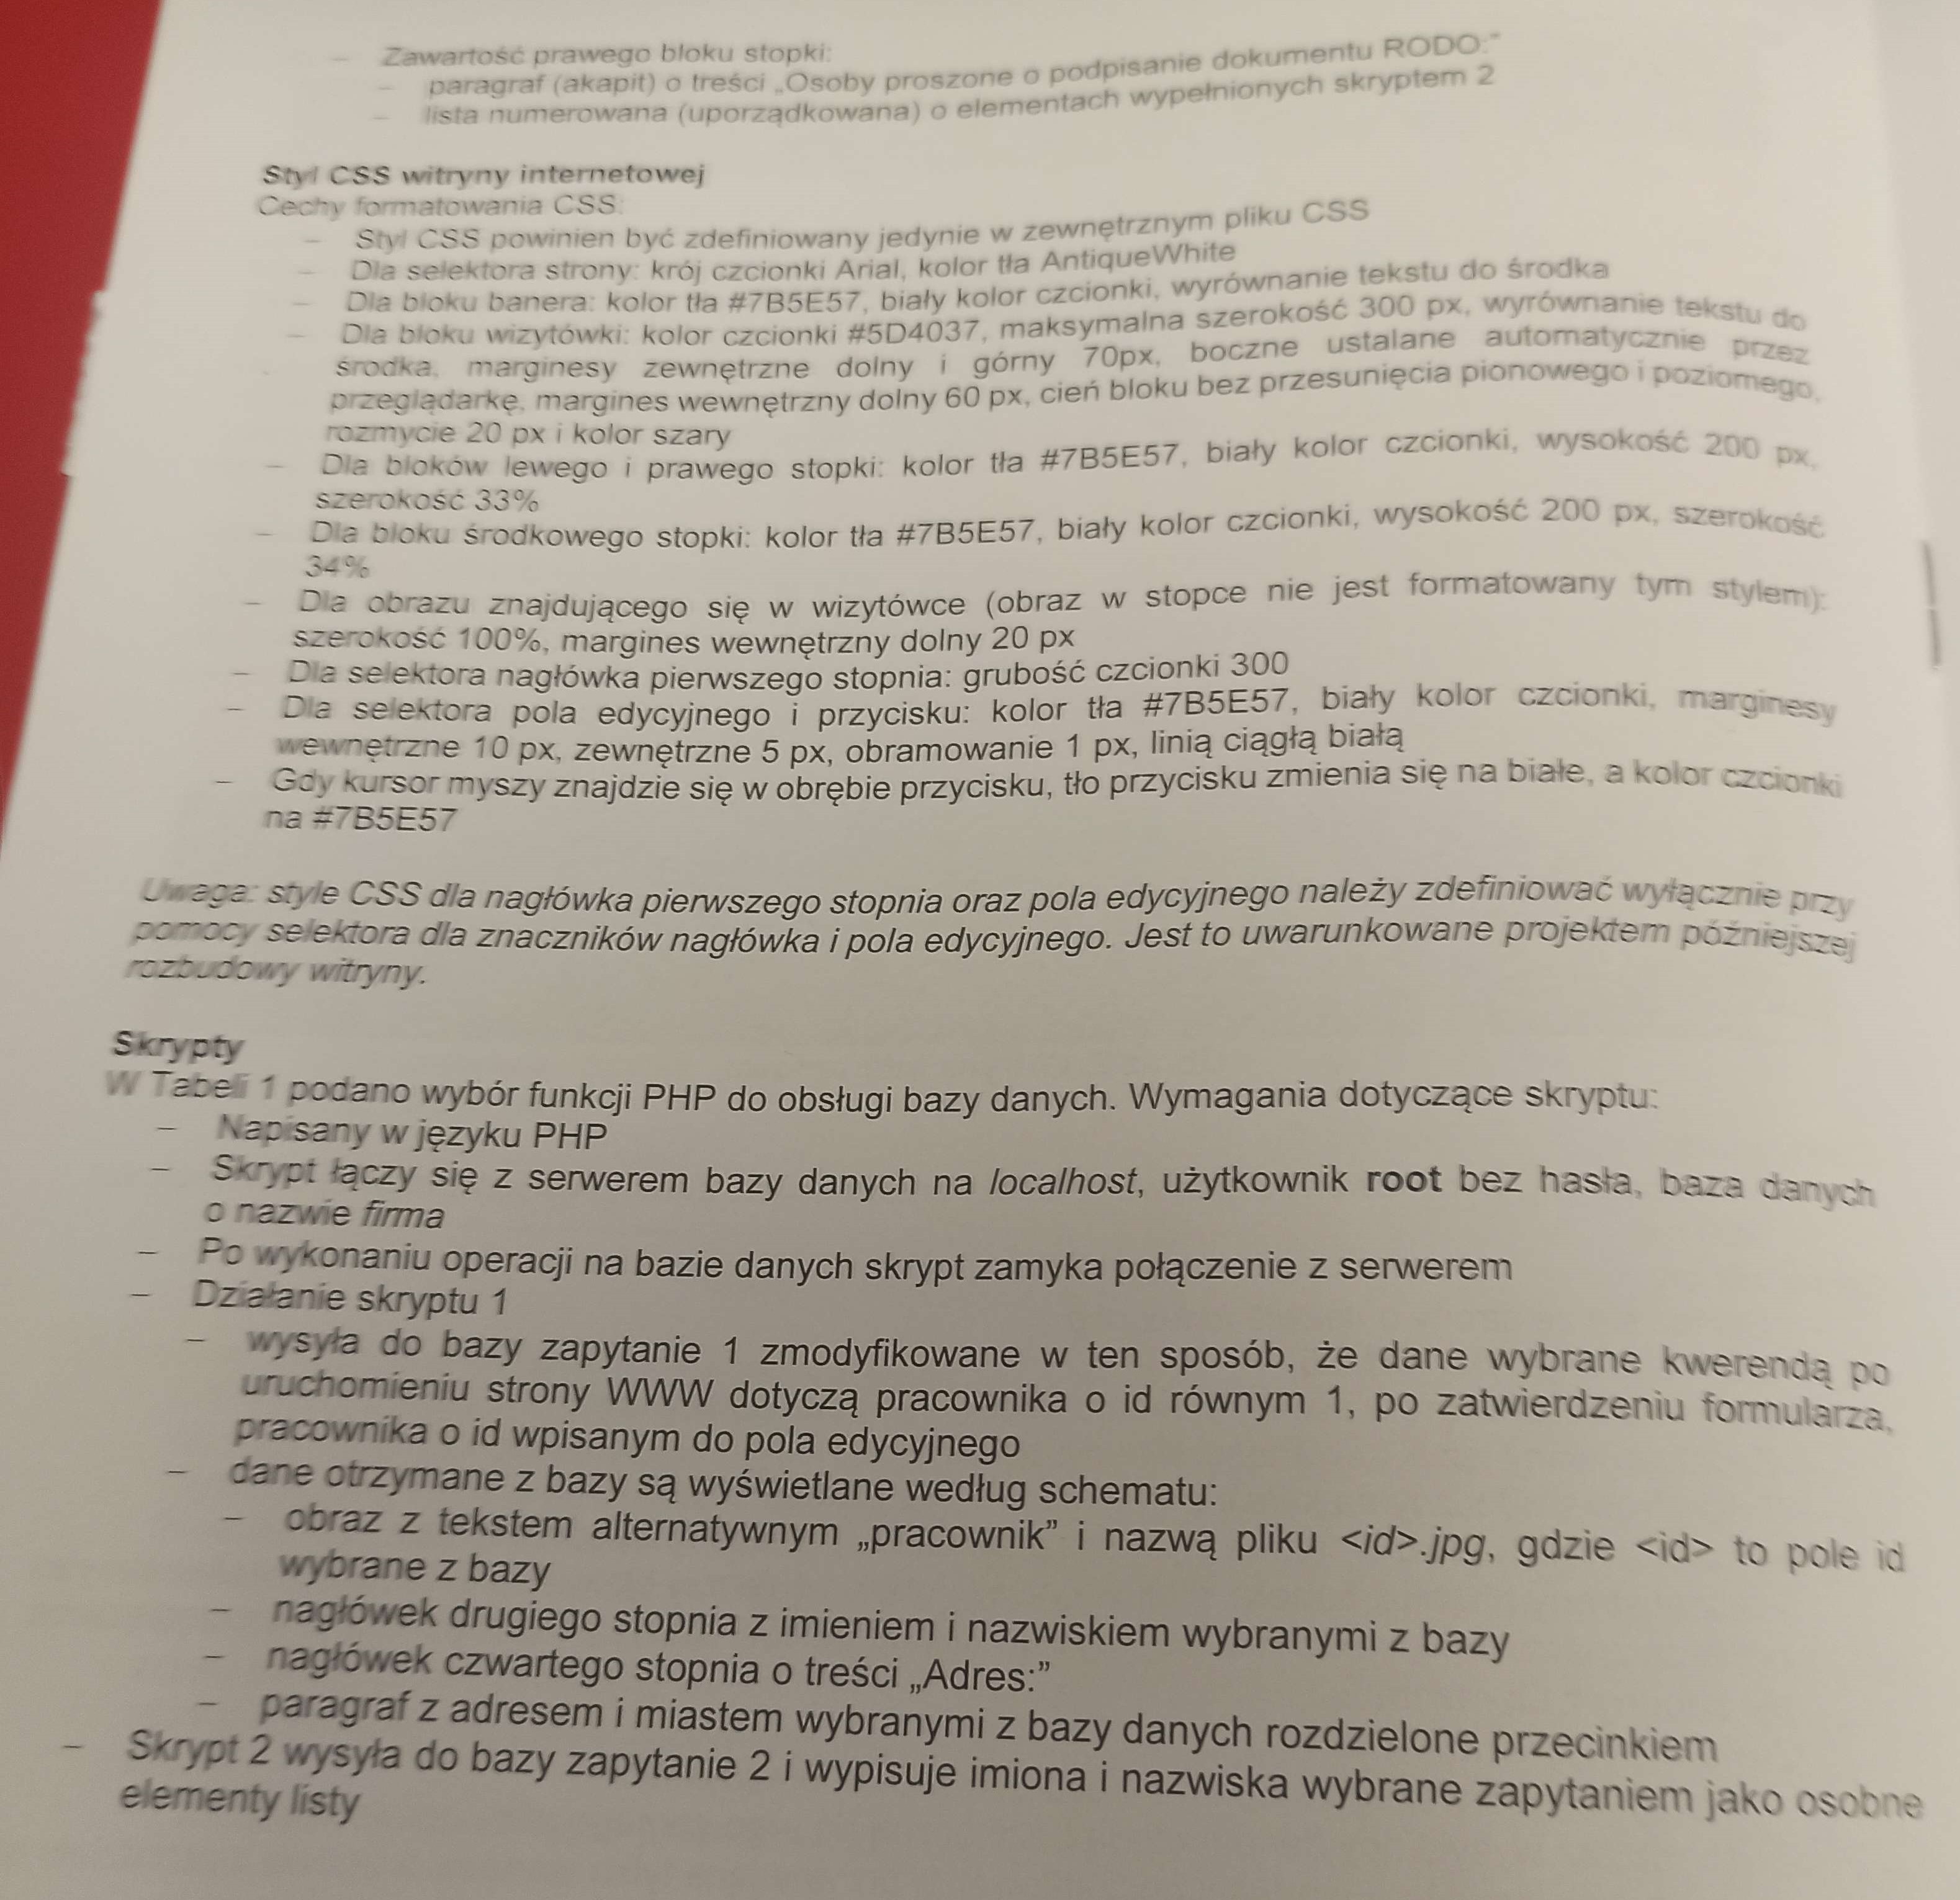 – Zawartość prawego bloku stopki:
– paragraf (akapit) o treści „Osoby proszone o podpisanie dokumentu RODO:”
– lista numerowana (uporządkowana) o elementach wypełnionych skryptem 2
Styl CSS witryny internetowej
Cechy formatowania CSS:
– Styl CSS powinien być zdefiniowany jedynie w zewnętrznym pliku CSS
– Dla selektora strony: krój czcionki Arial, kolor tła AntiqueWhite
– Dla bloku banera: kolor tła #7B5E57, biały kolor czcionki, wyrównanie tekstu do środka
– Dla bloku wizytówki: kolor czcionki #5D4037, maksymalna szerokość 300 px, wyrównanie tekstu do
środka, marginesy zewnętrzne dolny i górny 70px, boczne ustalane automatycznie przez
przeglądarkę, margines wewnętrzny dolny 60 px, cień bloku bez przesunięcia pionowego i poziomego,
rozmycie 20 px i kolor szary
– Dla bloków lewego i prawego stopki: kolor tła #7B5E57, biały kolor czcionki, wysokość 200 px,
szerokość 33%
– Dla bloku środkowego stopki: kolor tła #7B5E57, biały kolor czcionki, wysokość 200 px, szerokość
34%
– Dla obrazu znajdującego się w wizytówce (obraz w stopce nie jest formatowany tym stylem):
szerokość 100%, margines wewnętrzny dolny 20 px
– Dla selektora nagłówka pierwszego stopnia: grubość czcionki 300
– Dla selektora pola edycyjnego i przycisku: kolor tła #7B5E57, biały kolor czcionki, marginesy
wewnętrzne 10 px, zewnętrzne 5 px, obramowanie 1 px, linią ciągłą białą
– Gdy kursor myszy znajdzie się w obrębie przycisku, tło przycisku zmienia się na białe, a kolor czcionki
na #7B5E57
Uwaga: style CSS dla nagłówka pierwszego stopnia oraz pola edycyjnego należy zdefiniować wyłącznie przy
pomocy selektora dla znaczników nagłówka i pola edycyjnego. Jest to uwarunkowane projektem późniejszej
rozbudowy witryny.
Skrypty
W Tabeli 1 podano wybór funkcji PHP do obsługi bazy danych. Wymagania dotyczące skryptu:
– Napisany w języku PHP
– Skrypt łączy się z serwerem bazy danych na localhost, użytkownik root bez hasła, baza danych
o nazwie firma
– Po wykonaniu operacji na bazie danych skrypt zamyka połączenie z serwerem
– Działanie skryptu 1
– wysyła do bazy zapytanie 1 zmodyfikowane w ten sposób, że dane wybrane kwerendą po
uruchomieniu strony WWW dotyczą pracownika o id równym 1, po zatwierdzeniu formularza,
pracownika o id wpisanym do pola edycyjnego
– dane otrzymane z bazy są wyświetlane według schematu:
– obraz z tekstem alternatywnym „pracownik” i nazwą pliku <id>.jpg, gdzie <id> to pole id
wybrane z bazy
– nagłówek drugiego stopnia z imieniem i nazwiskiem wybranymi z bazy
– nagłówek czwartego stopnia o treści „Adres:”
– paragraf z adresem i miastem wybranymi z bazy danych rozdzielone przecinkiem
– Skrypt 2 wysyła do bazy zapytanie 2 i wypisuje imiona i nazwiska wybrane zapytaniem jako osobne
elementy listy